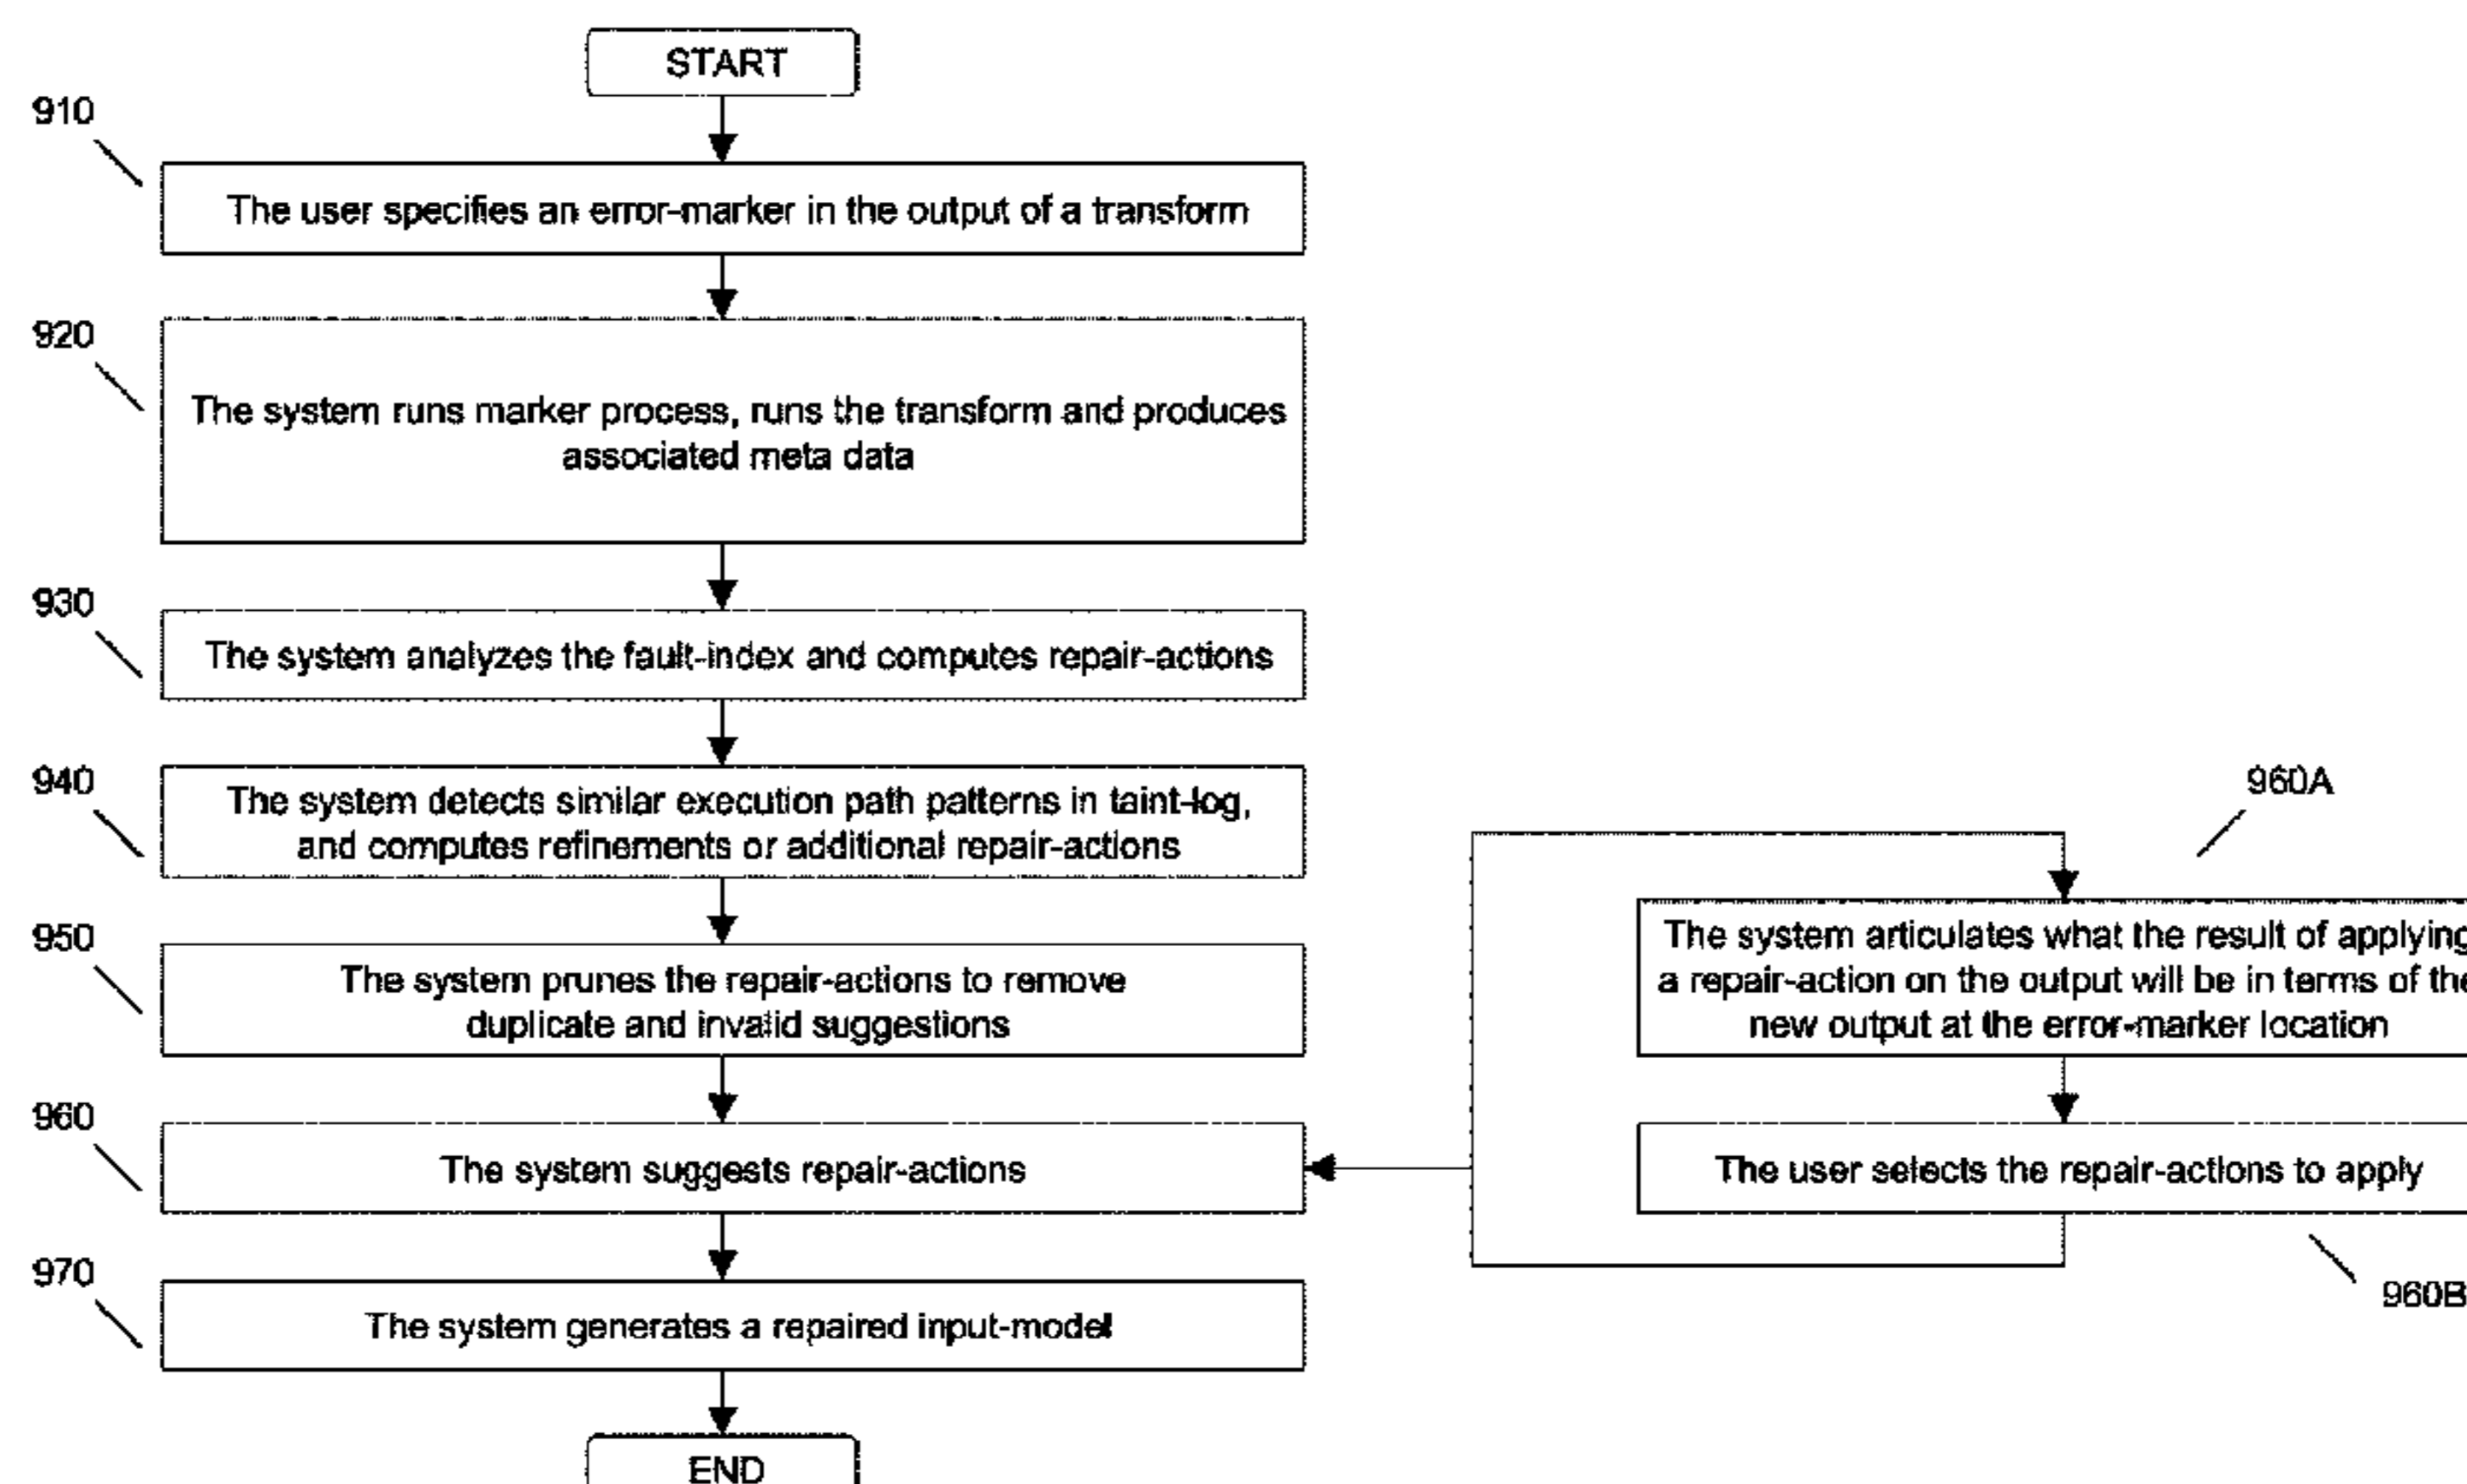 START
910
The user specifies an error-marker in the output of a transform
920
The system runs marker process, runs the transform and produces
associated meta data
930
The system analyzes the fault-index and computes repair-actions
940
The system detects similar execution path patterns in taint-log,
and computes refinements or additional repair-actions
950
The system prunes the repair-actions to remove
duplicate and invalid suggestions
960
The system suggests repair-actions
970
The system generates a repaired input-model
END
960A
The system articulates what the result of applying
a repair-action on the output will be in terms of the
new output at the error-marker location
The user selects the repair-actions to apply
960B